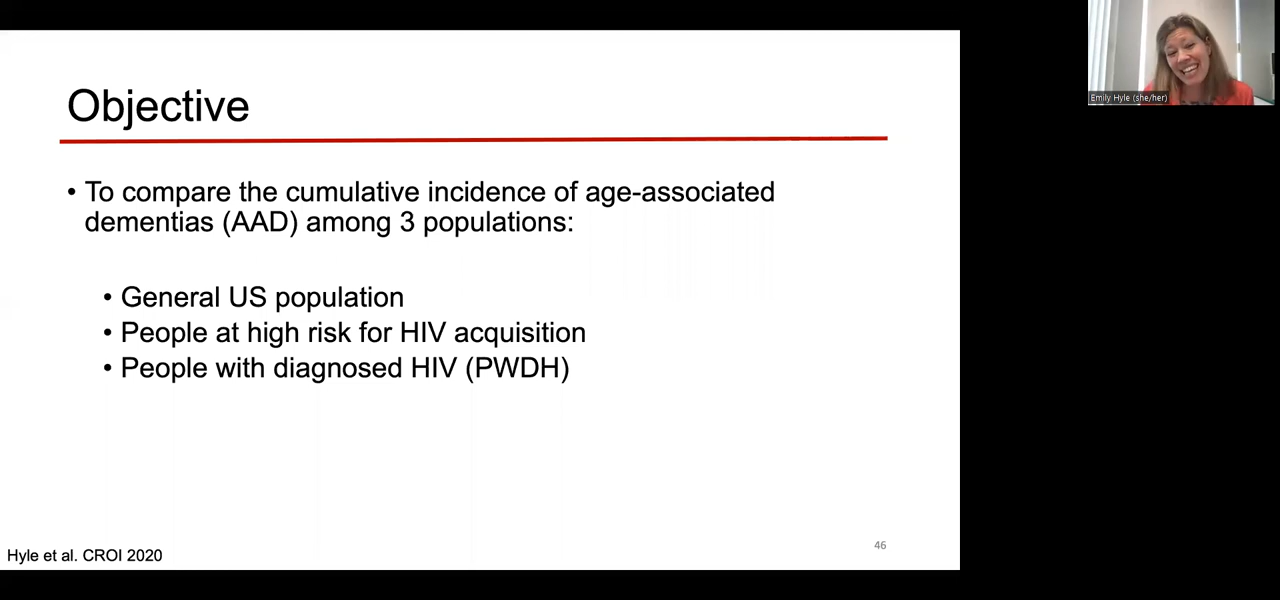 Objective
• To compare the cumulative incidence of age-associated
dementias (AAD) among 3 populations:
• General US population
• People at high risk for HIV acquisition
• People with diagnosed HIV (PWDH)
Hyle et al. CROI 2020
46
Emily Hyle (she/her)